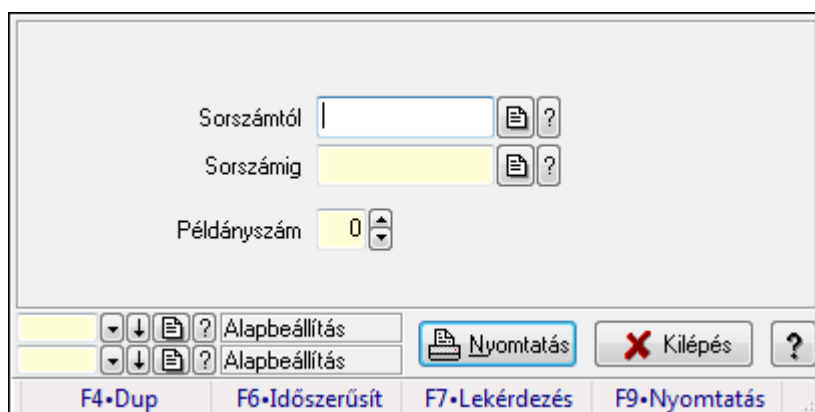 Sorszámtól ?
Sorszámig ?
Példányszám 0
? Alapbeállítás
? Alapbeállítás
Nyomtatás Kilépés ?
F4•Dup F6•Időszerűsít F7•Lekérdezés F9•Nyomtatás